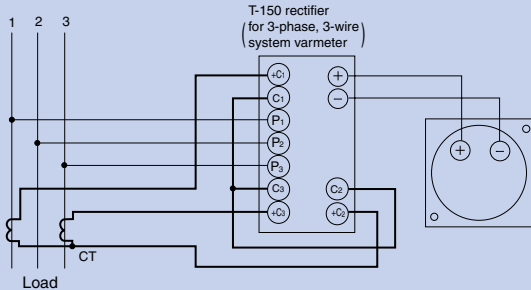 T-150 rectifier
(for 3-phase, 3-wire
system varmeter)
1 2 3
+C1
C1
P1
P2
P3
C3
+C3
+
−
C2
+C2
+ −
CT
Load